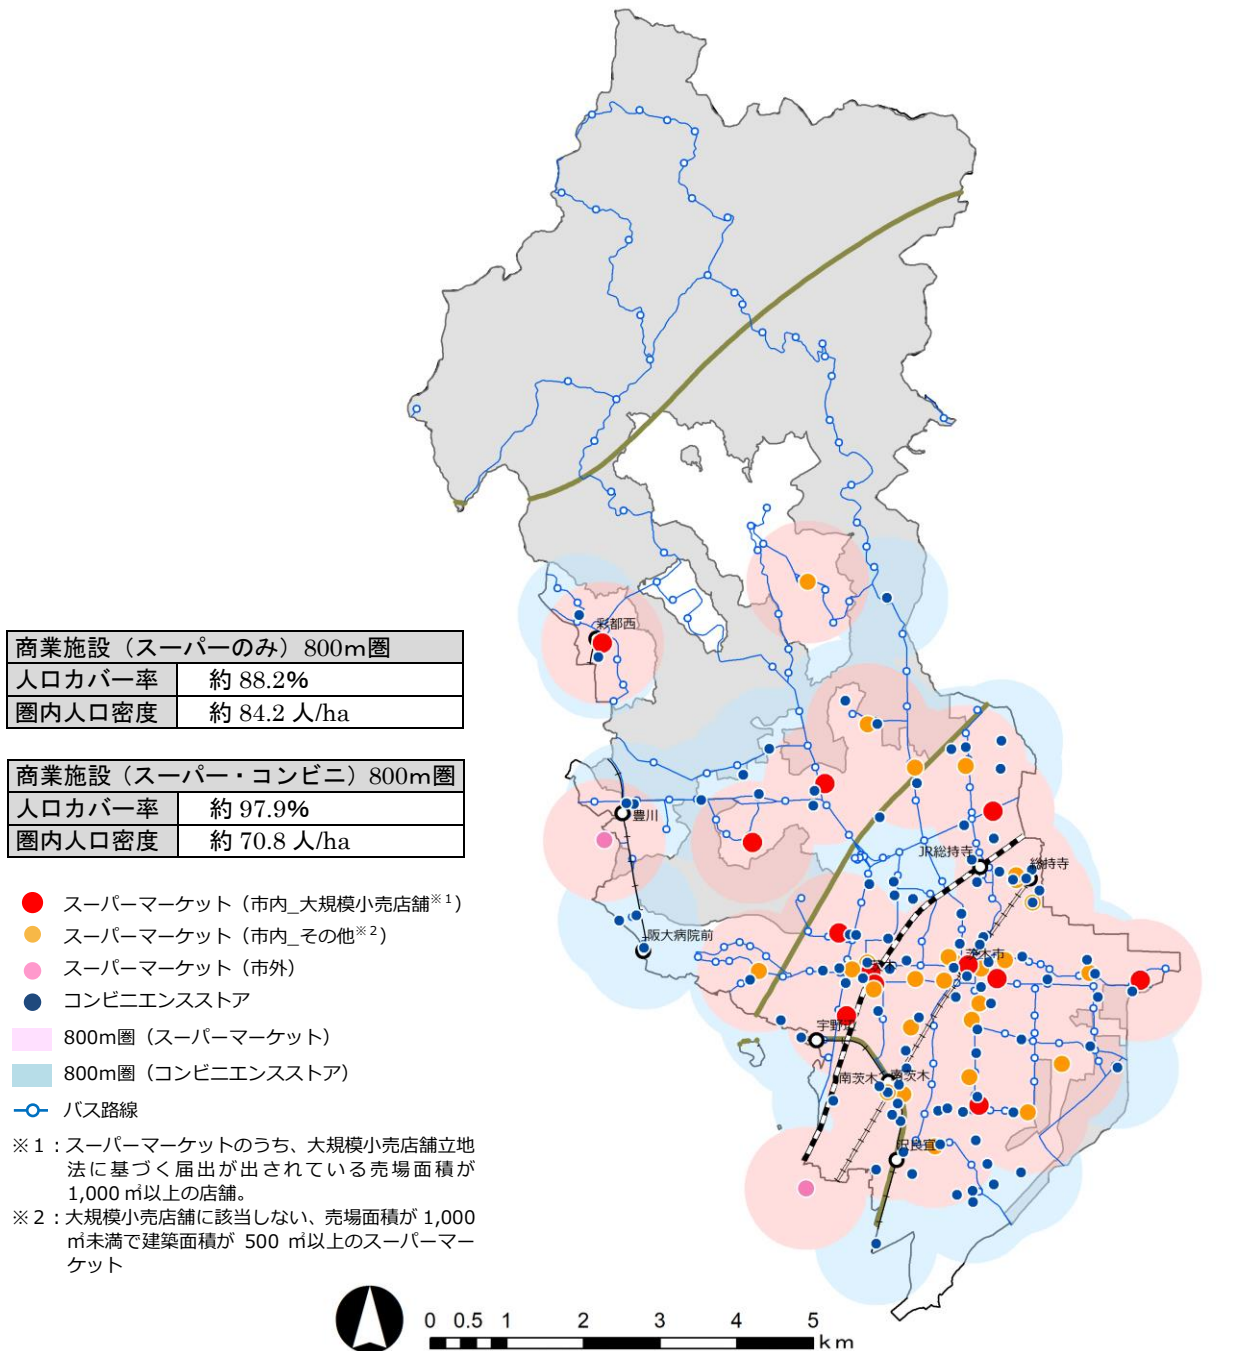 商業施設（スーパーのみ）800ｍ圏
人口カバー率 約 88.2%
圏内人口密度 約 84.2 人/ha
商業施設（スーパー・コンビニ）800ｍ圏
人口カバー率 約 97.9%
圏内人口密度 約 70.8 人/ha
スーパーマーケット（市内_大規模小売店舗※1）
スーパーマーケット（市内_その他※2）
スーパーマーケット（市外）
コンビニエンスストア
800m圏（スーパーマーケット）
800m圏（コンビニエンスストア）
バス路線
※１：スーパーマーケットのうち、大規模小売店舗立地
法に基づく届出が出されている売場面積が
1,000 ㎡以上の店舗。
※２：大規模小売店舗に該当しない、売場面積が 1,000
㎡未満で建築面積が 500 ㎡以上のスーパーマー
ケット
彩都西
豊川
JR総持寺
総持寺
阪大病院前
茨木市
宇野辺
南茨木
南茨木
沢良宜
0 0.5 1 2 3 4 5
km